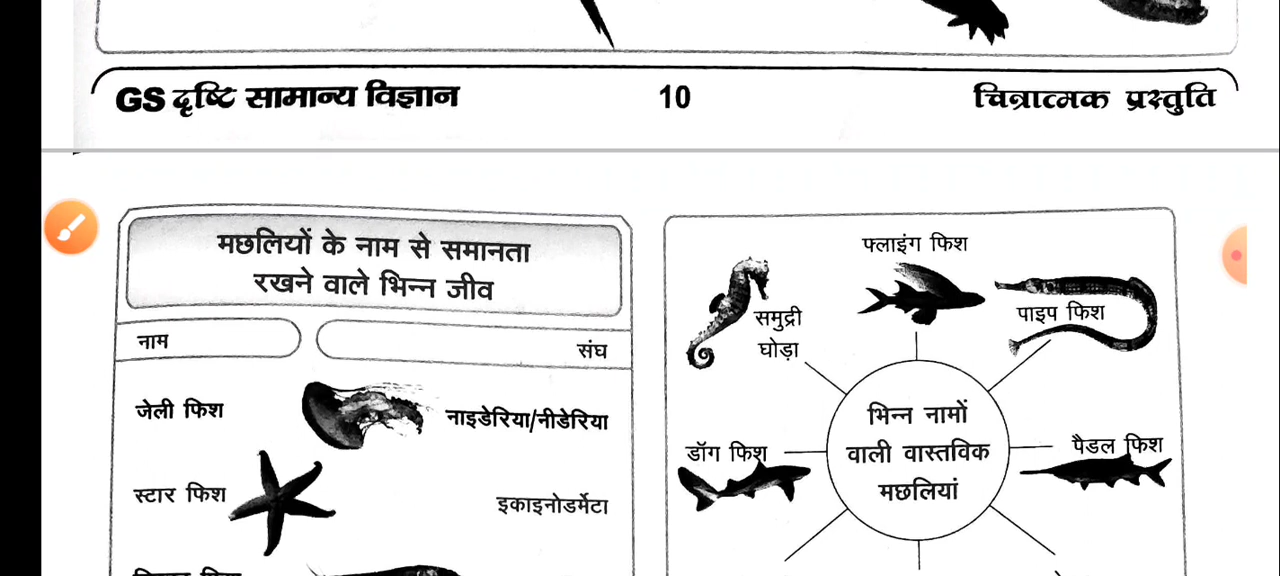 GS दृष्टि सामान्य विज्ञान
10
चित्रात्मक प्रस्तुति
मछलियों के नाम से समानता
रखने वाले भिन्न जीव
नाम
संघ
जेली फिश
नाइडेरिया/नीडेरिया
स्टार फिश
इकाइनोडर्मेटा
फ्लाइंग फिश
समुद्री
घोड़ा
पाइप फिश
भिन्न नामों
वाली वास्तविक
मछलियां
डॉग फिश
पैडल फिश